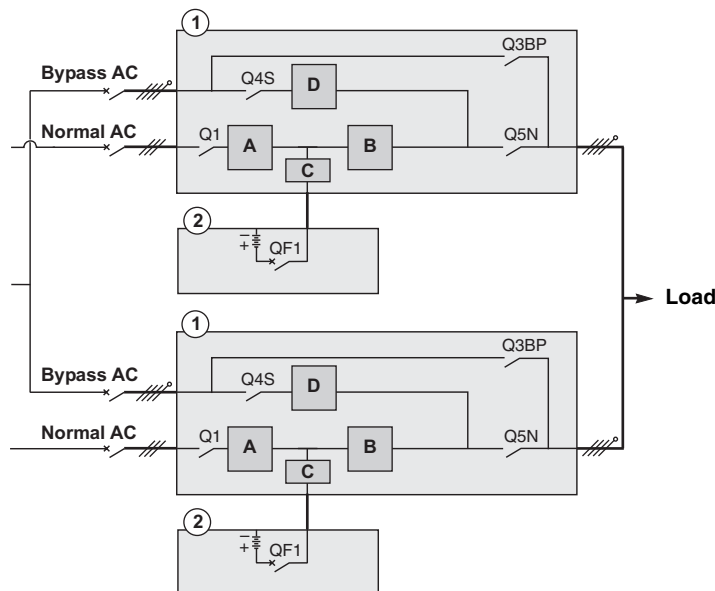 1
Q3BP
Bypass AC
Q4S
D
Normal AC
Q1
A
B
Q5N
C
2
− +
QF1
Load
1
Q3BP
Bypass AC
Q4S
D
Normal AC
Q1
A
B
Q5N
C
2
− +
QF1